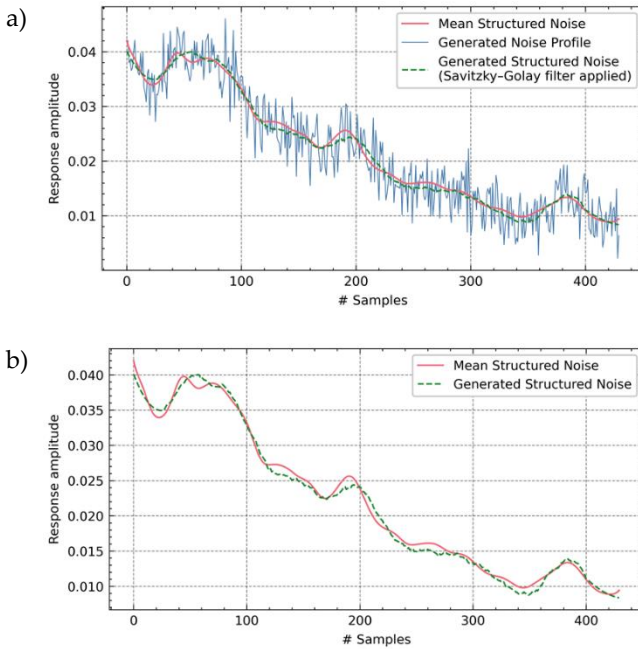 a)
Mean Structured Noise
Generated Noise Profile
Generated Structured Noise
(Savitzky–Golay filter applied)
Response amplitude
0.04
0.03
0.02
0.01
0
100
200
300
400
# Samples
b)
Mean Structured Noise
Generated Structured Noise
Response amplitude
0.040
0.035
0.030
0.025
0.020
0.015
0.010
0
100
200
300
400
# Samples